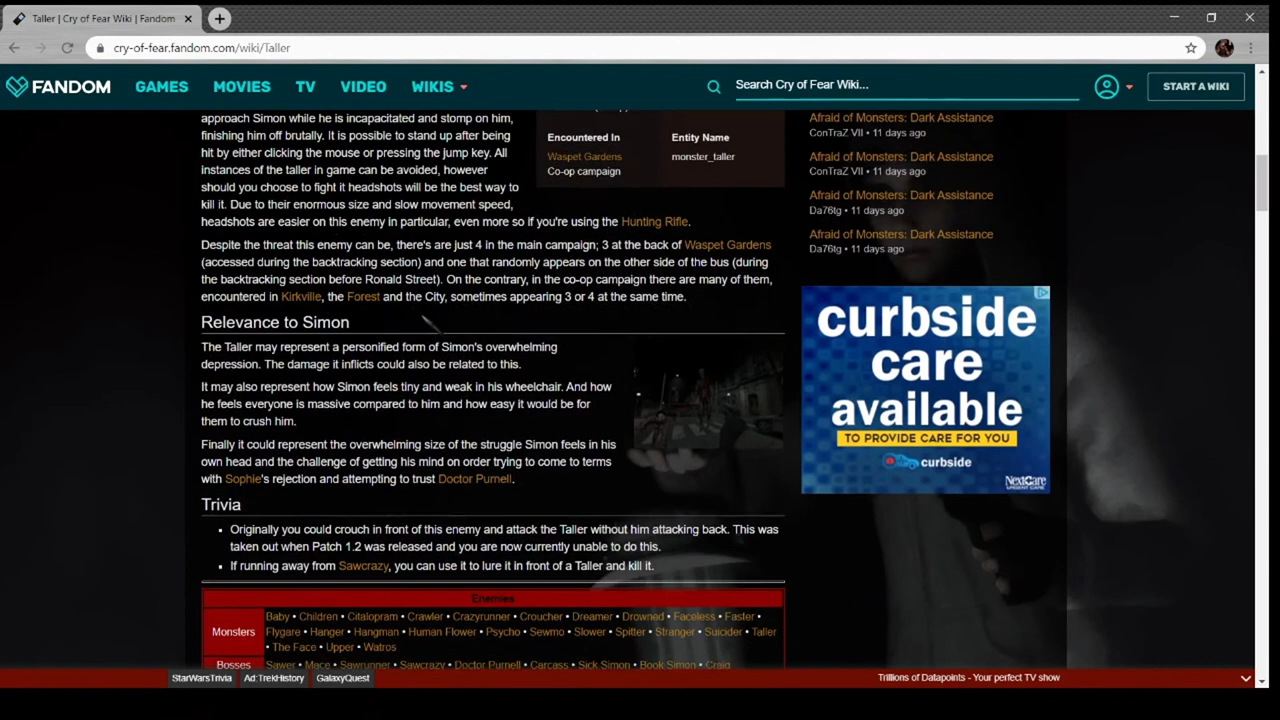 Taller | Cry of Fear Wiki | Fandom
cry-of-fear.fandom.com/wiki/Taller
FANDOM
GAMES
MOVIES
TV
VIDEO
WIKIS
Search Cry of Fear Wiki...
START A WIKI
approach Simon while he is incapacitated and stomp on him,
finishing him off brutally. It is possible to stand up after being
hit by either clicking the mouse or pressing the jump key. All
instances of the taller in game can be avoided, however
should you choose to fight it headshots will be the best way to
kill it. Due to their enormous size and slow movement speed,
headshots are easier on this enemy in particular, even more so if you're using the Hunting Rifle.
Encountered In
Entity Name
Waspet Gardens
monster_taller
Co-op campaign
Despite the threat this enemy can be, there's are just 4 in the main campaign; 3 at the back of Waspet Gardens
(accessed during the backtracking section) and one that randomly appears on the other side of the bus (during
the backtracking section before Ronald Street). On the contrary, in the co-op campaign there are many of them,
encountered in Kirkville, the Forest and the City, sometimes appearing 3 or 4 at the same time.
Relevance to Simon
The Taller may represent a personified form of Simon's overwhelming
depression. The damage it inflicts could also be related to this.
It may also represent how Simon feels tiny and weak in his wheelchair. And how
he feels everyone is massive compared to him and how easy it would be for
them to crush him.
Finally it could represent the overwhelming size of the struggle Simon feels in his
own head and the challenge of getting his mind on order trying to come to terms
with Sophie's rejection and attempting to trust Doctor Purnell.
Trivia
Originally you could crouch in front of this enemy and attack the Taller without him attacking back. This was
taken out when Patch 1.2 was released and you are now currently unable to do this.
If running away from Sawcrazy, you can use it to lure it in front of a Taller and kill it.
Enemies
Monsters
Baby • Children • Citalopram • Crawler • Crazyrunner • Croucher • Dreamer • Drowned • Faceless • Faster •
Flygare • Hanger • Hangman • Human Flower • Psycho • Sewmo • Slower • Spitter • Stranger • Suicider • Taller
• The Face • Upper • Watros
Bosses
Sawer • Mace • Sawrunner • Sawcrazy • Doctor Purnell • Carcass • Sick Simon • Book Simon • Craig
Afraid of Monsters: Dark Assistance
ConTraZ VII • 11 days ago
Afraid of Monsters: Dark Assistance
ConTraZ VII • 11 days ago
Afraid of Monsters: Dark Assistance
Da76tg • 11 days ago
Afraid of Monsters: Dark Assistance
Da76tg • 11 days ago
curbside
care
available
TO PROVIDE CARE FOR YOU
curbside
NextCare
URGENT CARE
StarWarsTrivia
Ad:TrekHistory
GalaxyQuest
Trillions of Datapoints - Your perfect TV show